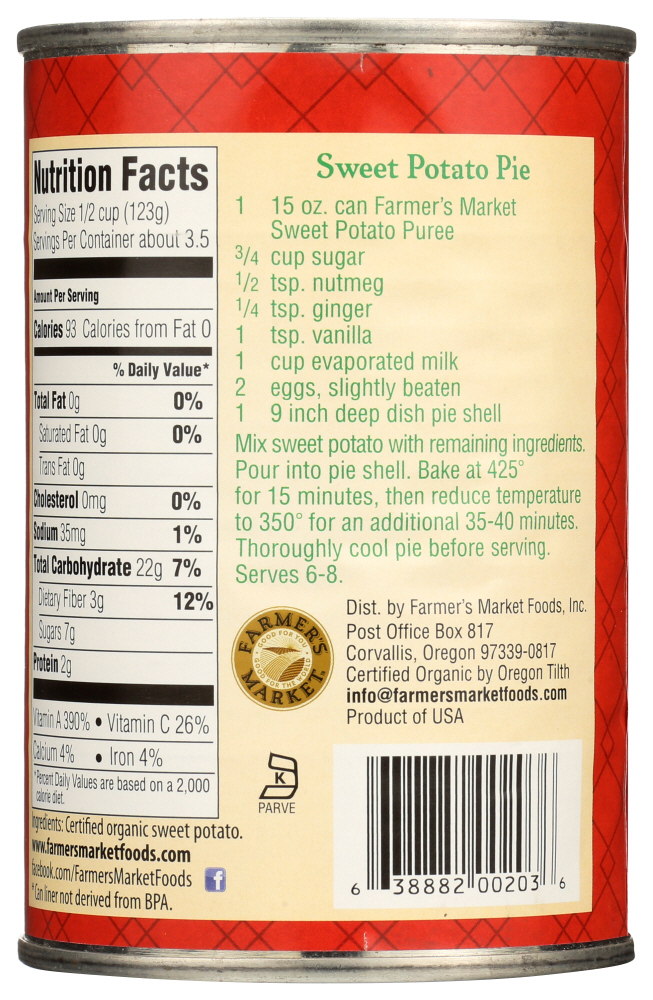 Nutrition Facts
Serving Size 1/2 cup (123g)
Servings Per Container about 3.5
Amount Per Serving
Calories 93 Calories from Fat 0
% Daily Value*
Total Fat 0g 0%
Saturated Fat 0g 0%
Trans Fat 0g
Cholesterol 0mg 0%
Sodium 35mg 1%
Total Carbohydrate 22g 7%
Dietary Fiber 3g 12%
Sugars 7g
Protein 2g
Vitamin A 390% • Vitamin C 26%
Calcium 4% • Iron 4%
*Percent Daily Values are based on a 2,000
calorie diet.
Ingredients: Certified organic sweet potato.
www.farmersmarketfoods.com
facebook.com/FarmersMarketFoods f
*Can liner not derived from BPA.
Sweet Potato Pie
1 15 oz. can Farmer's Market
Sweet Potato Puree
3/4 cup sugar
1/2 tsp. nutmeg
1/4 tsp. ginger
1 tsp. vanilla
1 cup evaporated milk
2 eggs, slightly beaten
1 9 inch deep dish pie shell
Mix sweet potato with remaining ingredients.
Pour into pie shell. Bake at 425°
for 15 minutes, then reduce temperature
to 350° for an additional 35-40 minutes.
Thoroughly cool pie before serving.
Serves 6-8.
FARMER'S
GOOD FOR YOU
GOOD FOR THE WORLD
MARKET
Dist. by Farmer's Market Foods, Inc.
Post Office Box 817
Corvallis, Oregon 97339-0817
Certified Organic by Oregon Tilth
info@farmersmarketfoods.com
Product of USA
K
PARVE
6 38882 00203 6